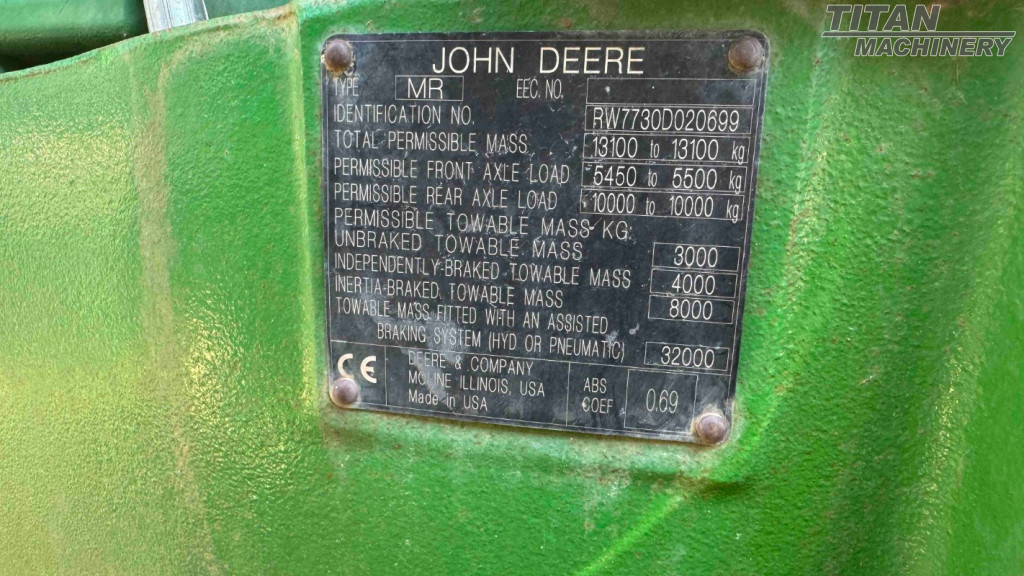 TITAN
MACHINERY
JOHN DEERE
TYPE MR EEC. NO.
IDENTIFICATION NO. RW7730D020699
TOTAL PERMISSIBLE MASS 13100 to 13100 kg
PERMISSIBLE FRONT AXLE LOAD 5450 to 5500 kg
PERMISSIBLE REAR AXLE LOAD 10000 to 10000 kg
PERMISSIBLE TOWABLE MASS KG:
UNBRAKED TOWABLE MASS 3000
INDEPENDENTLY-BRAKED TOWABLE MASS 4000
INERTIA-BRAKED TOWABLE MASS 8000
TOWABLE MASS FITTED WITH AN ASSISTED
BRAKING SYSTEM (HYD OR PNEUMATIC) 32000
CE
DEERE & COMPANY
MOLINE ILLINOIS, USA
Made in USA
ABS
COEF
0.69